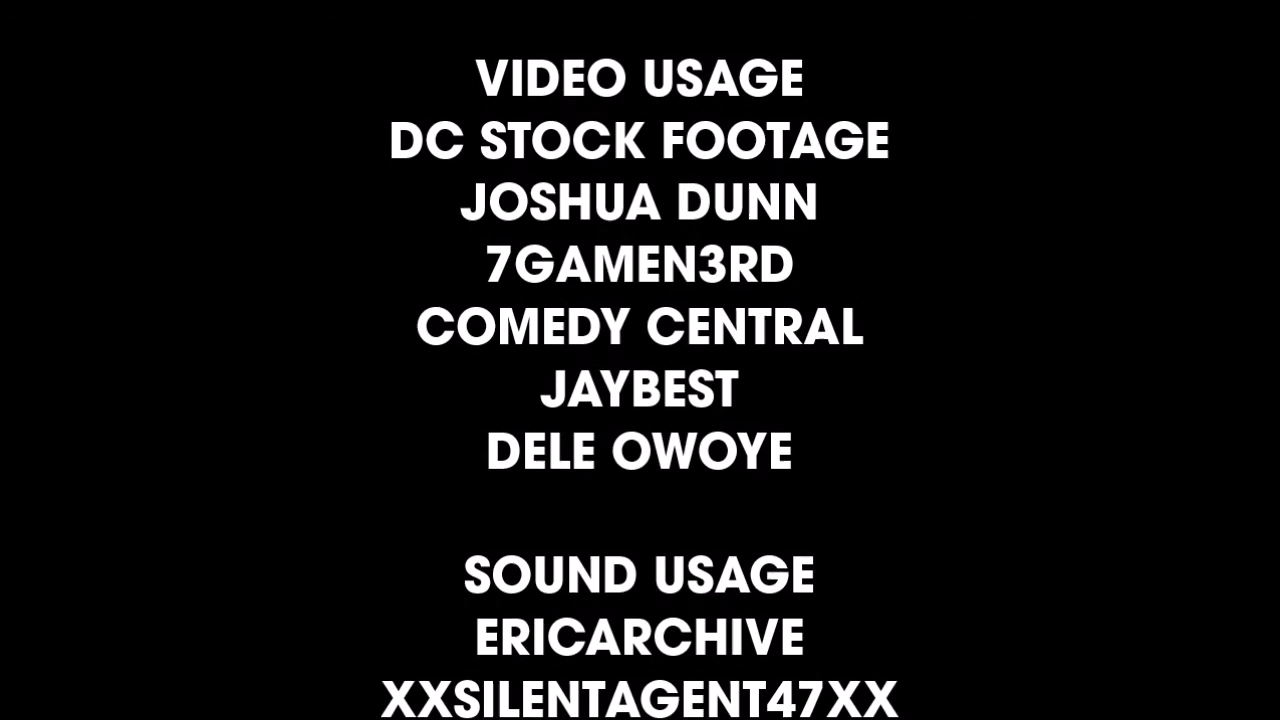 VIDEO USAGE
DC STOCK FOOTAGE
JOSHUA DUNN
7GAMEN3RD
COMEDY CENTRAL
JAYBEST
DELE OWOYE
SOUND USAGE
ERICARCHIVE
XXSILENTAGENT47XX